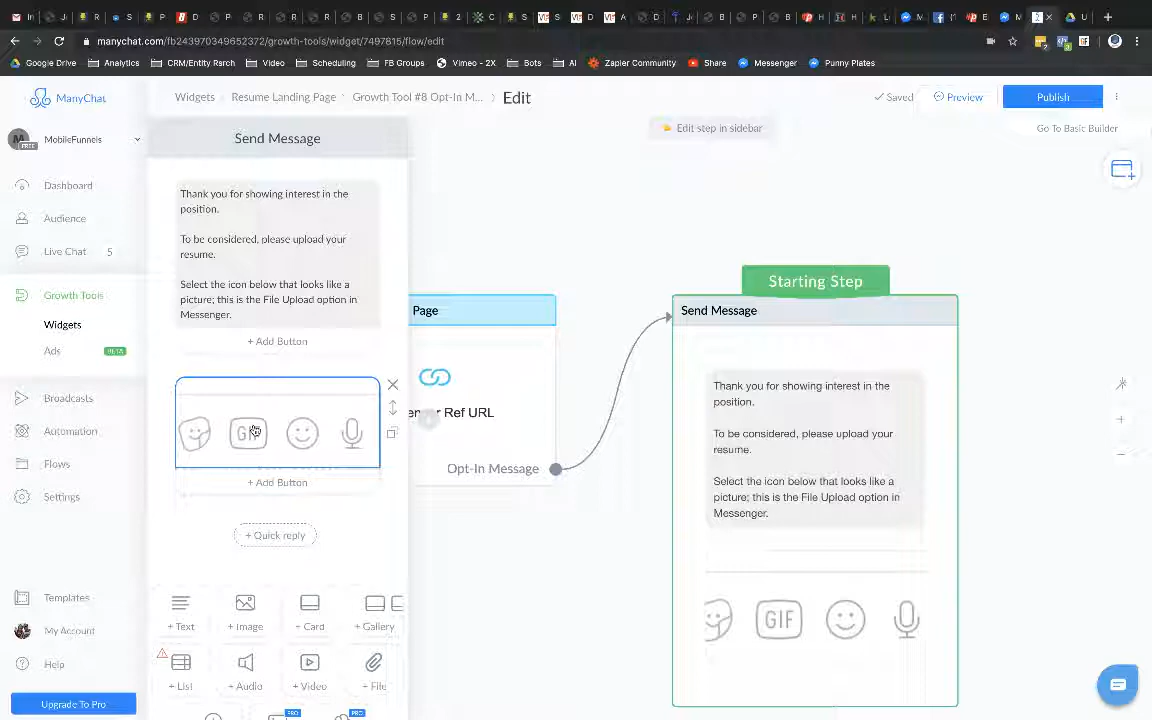 manychat.com/fb243970349652372/growth-tools/widget/7497815/flow/edit
Google Drive
Analytics
CRM/Entity Rsrch
Video
Scheduling
FB Groups
Vimeo - 2X
Bots
AI
Zapier Community
Share
Messenger
Punny Plates
ManyChat
Widgets
Resume Landing Page
Growth Tool #8 Opt-In M...
Edit
Saved
Preview
Publish
MobileFunnels
FREE
Send Message
Edit step in sidebar
Go To Basic Builder
Dashboard
Audience
Live Chat 5
Growth Tools
Widgets
Ads BETA
Broadcasts
Automation
Flows
Settings
Templates
My Account
Help
Upgrade To Pro
Thank you for showing interest in the
position.
To be considered, please upload your
resume.
Select the icon below that looks like a
picture; this is the File Upload option in
Messenger.
+ Add Button
+ Add Button
+ Quick reply
+ Text
+ Image
+ Card
+ Gallery
+ List
+ Audio
+ Video
+ File
PRO
PRO
Page
Ref URL
Opt-In Message
Starting Step
Send Message
Thank you for showing interest in the
position.
To be considered, please upload your
resume.
Select the icon below that looks like a
picture; this is the File Upload option in
Messenger.
GIF